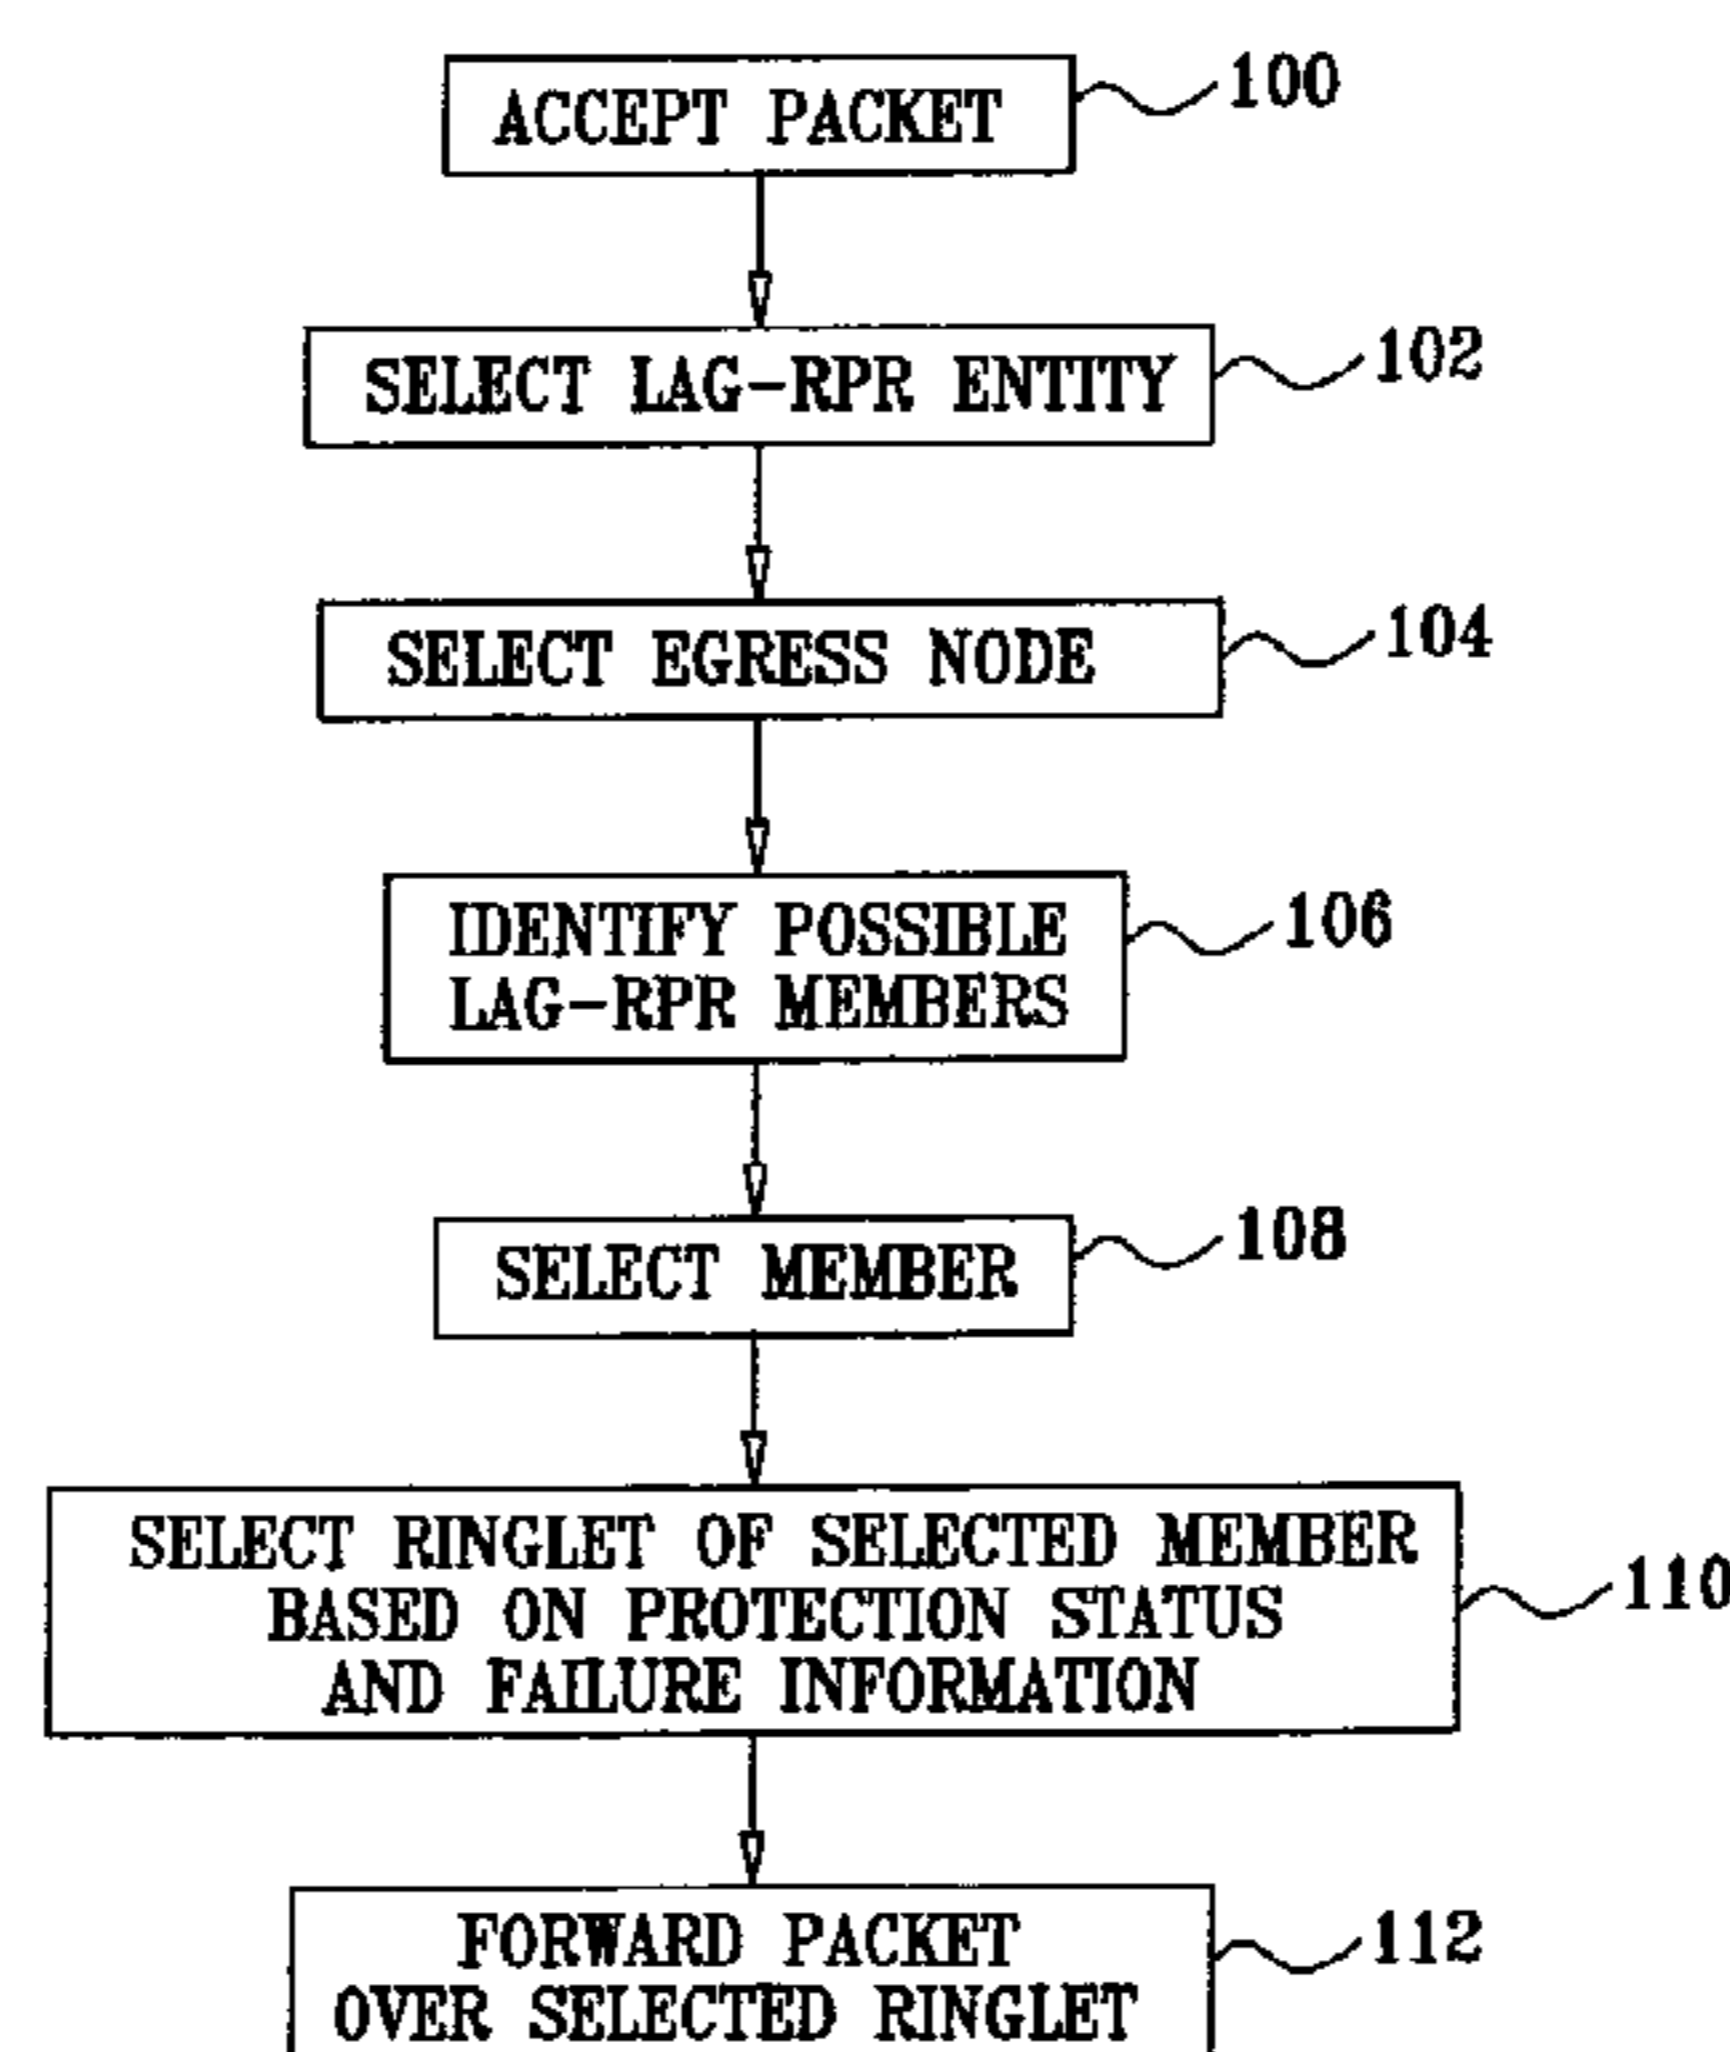 ACCEPT PACKET
100
SELECT LAG-RPR ENTITY
102
SELECT EGRESS NODE
104
IDENTIFY POSSIBLE
LAG-RPR MEMBERS
106
SELECT MEMBER
108
SELECT RINGLET OF SELECTED MEMBER
BASED ON PROTECTION STATUS
AND FAILURE INFORMATION
110
FORWARD PACKET
OVER SELECTED RINGLET
112